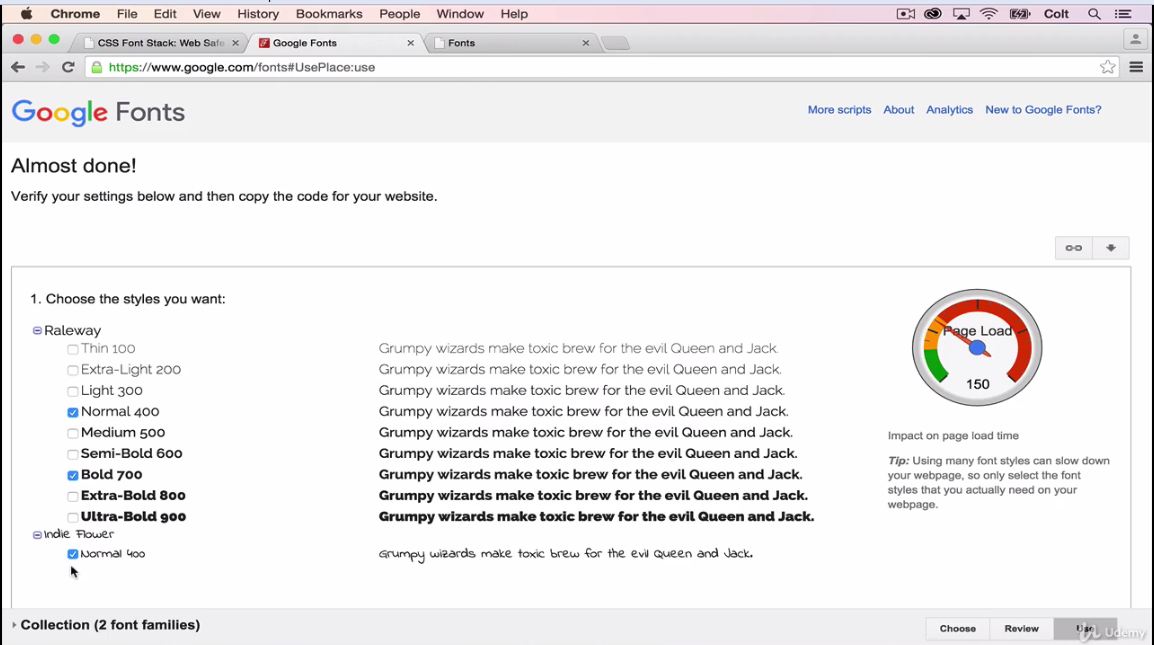 Chrome File Edit View History Bookmarks People Window Help Colt
CSS Font Stack: Web Safe Google Fonts Fonts
https://www.google.com/fonts#UsePlace:use
Google Fonts More scripts About Analytics New to Google Fonts?
Almost done!
Verify your settings below and then copy the code for your website.
1. Choose the styles you want:
Raleway
Thin 100 Grumpy wizards make toxic brew for the evil Queen and Jack.
Extra-Light 200 Grumpy wizards make toxic brew for the evil Queen and Jack.
Light 300 Grumpy wizards make toxic brew for the evil Queen and Jack.
Normal 400 Grumpy wizards make toxic brew for the evil Queen and Jack.
Medium 500 Grumpy wizards make toxic brew for the evil Queen and Jack.
Semi-Bold 600 Grumpy wizards make toxic brew for the evil Queen and Jack.
Bold 700 Grumpy wizards make toxic brew for the evil Queen and Jack.
Extra-Bold 800 Grumpy wizards make toxic brew for the evil Queen and Jack.
Ultra-Bold 900 Grumpy wizards make toxic brew for the evil Queen and Jack.
Indie Flower
Normal 400 Grumpy wizards make toxic brew for the evil Queen and Jack.
Page Load
150
Impact on page load time
Tip: Using many font styles can slow down
your webpage, so only select the font
styles that you actually need on your
webpage.
Collection (2 font families) Choose Review Use
Udemy